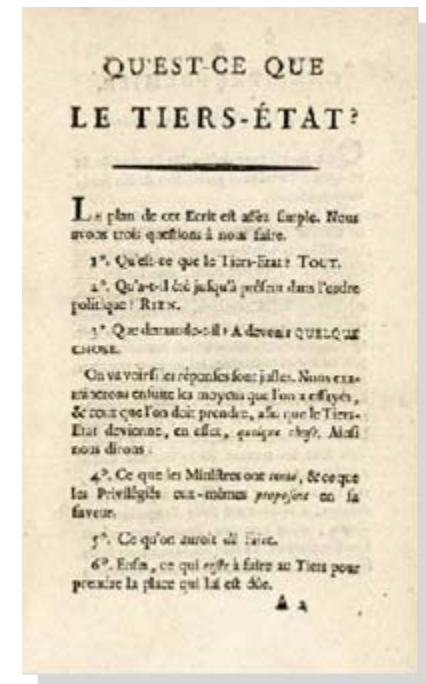 QU'EST-CE QUE
LE TIERS-ÉTAT?
LE plan de cet Ecrit est assez simple. Nous
avons trois questions à nous faire.
1°. Qu'est-ce que le Tiers-Etat? TOUT.
2°. Qu'a-t-il été jusqu'à présent dans l'ordre
politique? RIEN.
3°. Que demande-t-il? A devenir QUELQUE
CHOSE.
On va voir si les réponses sont justes. Nous exa-
minerons ensuite les moyens que l'on a essayés,
& ceux que l'on doit prendre, afin que le Tiers-
Etat devienne, en effet, quelque chose. Ainsi
nous dirons:
4°. Ce que les Ministres ont tenté, & ce que
les Privilégiés eux-mêmes proposent en sa
faveur.
5°. Ce qu'on auroit dû faire.
6°. Enfin, ce qui reste à faire au Tiers pour
prendre la place qui lui est dûe.
A 2